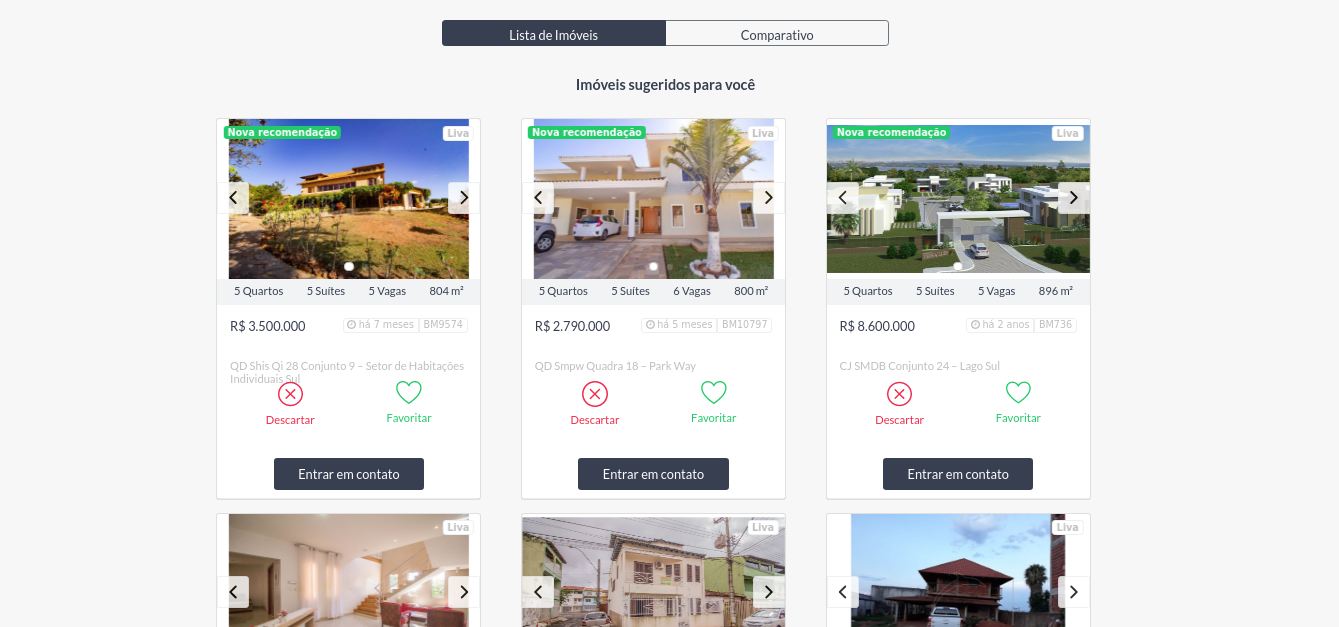 Lista de Imóveis
Comparativo
Imóveis sugeridos para você
Nova recomendação
Liva
5 Quartos 5 Suítes 5 Vagas 804 m²
R$ 3.500.000
há 7 meses BM9574
QD Shis Qi 28 Conjunto 9 – Setor de Habitações
Individuais Sul
Descartar
Favoritar
Entrar em contato
Nova recomendação
Liva
5 Quartos 5 Suítes 6 Vagas 800 m²
R$ 2.790.000
há 5 meses BM10797
QD Smpw Quadra 18 – Park Way
Descartar
Favoritar
Entrar em contato
Nova recomendação
Liva
5 Quartos 5 Suítes 5 Vagas 896 m²
R$ 8.600.000
há 2 anos BM736
CJ SMDB Conjunto 24 – Lago Sul
Descartar
Favoritar
Entrar em contato
Liva
Liva
Liva